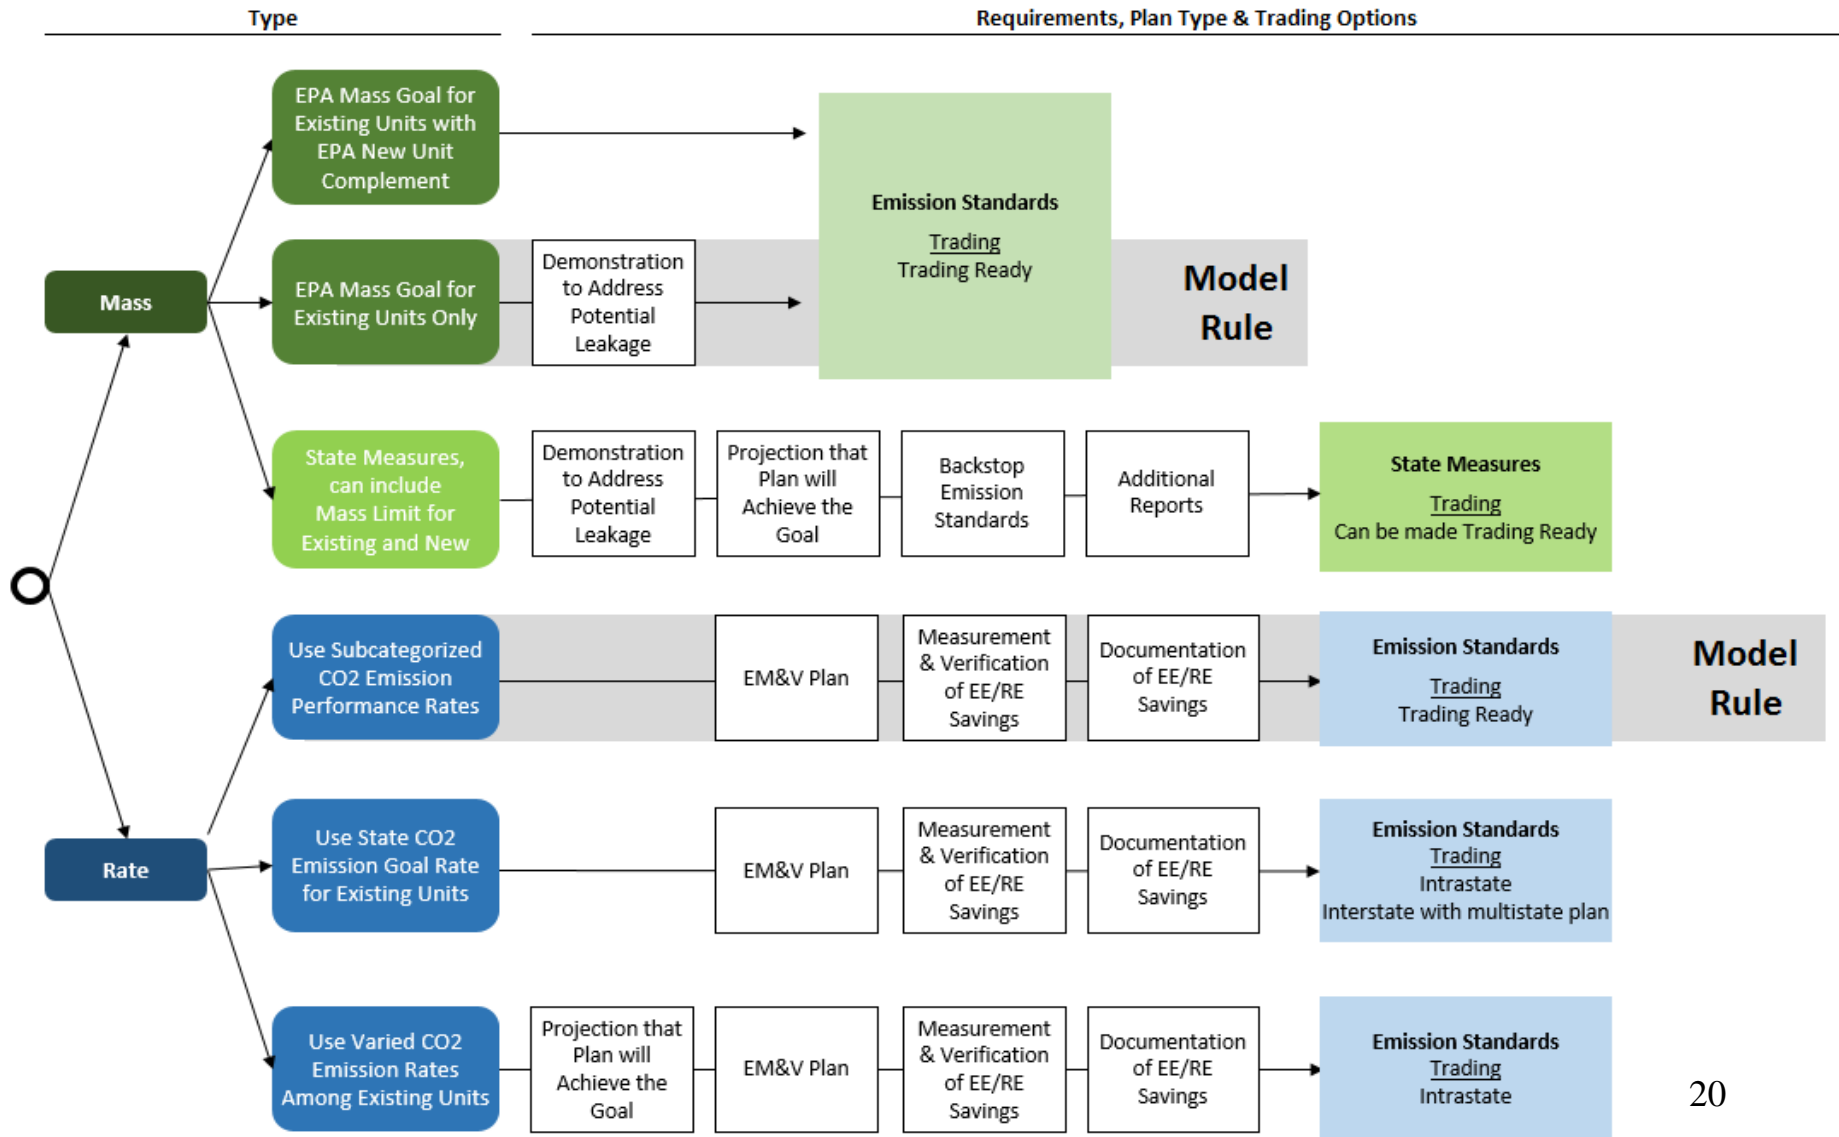 Type
Requirements, Plan Type & Trading Options
EPA Mass Goal for
Existing Units with
EPA New Unit
Complement
Emission Standards
Trading
Trading Ready
Mass
EPA Mass Goal for
Existing Units Only
Demonstration
to Address
Potential
Leakage
Model
Rule
State Measures,
can include
Mass Limit for
Existing and New
Demonstration
to Address
Potential
Leakage
Projection that
Plan will
Achieve the
Goal
Backstop
Emission
Standards
Additional
Reports
State Measures
Trading
Can be made Trading Ready
Use Subcategorized
CO2 Emission
Performance Rates
EM&V Plan
Measurement
& Verification
of EE/RE
Savings
Documentation
of EE/RE
Savings
Emission Standards
Trading
Trading Ready
Model
Rule
Rate
Use State CO2
Emission Goal Rate
for Existing Units
EM&V Plan
Measurement
& Verification
of EE/RE
Savings
Documentation
of EE/RE
Savings
Emission Standards
Trading
Intrastate
Interstate with multistate plan
Use Varied CO2
Emission Rates
Among Existing Units
Projection that
Plan will
Achieve the
Goal
EM&V Plan
Measurement
& Verification
of EE/RE
Savings
Documentation
of EE/RE
Savings
Emission Standards
Trading
Intrastate
20